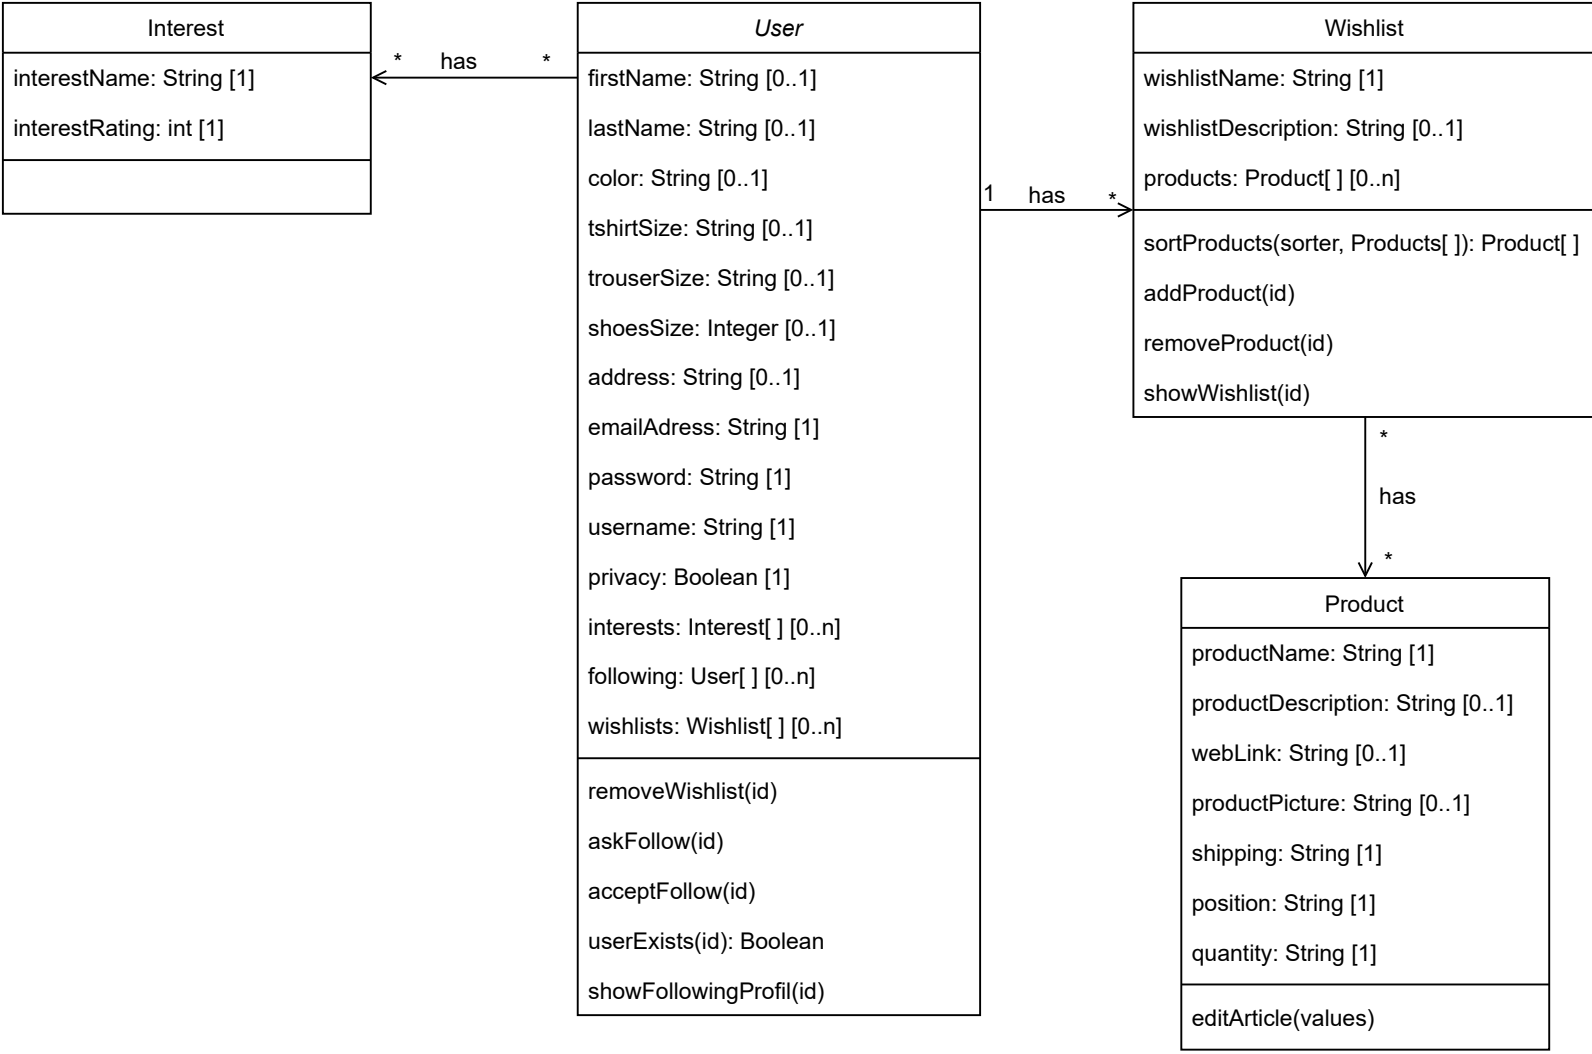 Interest
interestName: String [1]
interestRating: int [1]
* has *
User
firstName: String [0..1]
lastName: String [0..1]
color: String [0..1]
tshirtSize: String [0..1]
trouserSize: String [0..1]
shoesSize: Integer [0..1]
address: String [0..1]
emailAdress: String [1]
password: String [1]
username: String [1]
privacy: Boolean [1]
interests: Interest[ ] [0..n]
following: User[ ] [0..n]
wishlists: Wishlist[ ] [0..n]
removeWishlist(id)
askFollow(id)
acceptFollow(id)
userExists(id): Boolean
showFollowingProfil(id)
1 has *
Wishlist
wishlistName: String [1]
wishlistDescription: String [0..1]
products: Product[ ] [0..n]
sortProducts(sorter, Products[ ]): Product[ ]
addProduct(id)
removeProduct(id)
showWishlist(id)
*
has
*
Product
productName: String [1]
productDescription: String [0..1]
webLink: String [0..1]
productPicture: String [0..1]
shipping: String [1]
position: String [1]
quantity: String [1]
editArticle(values)